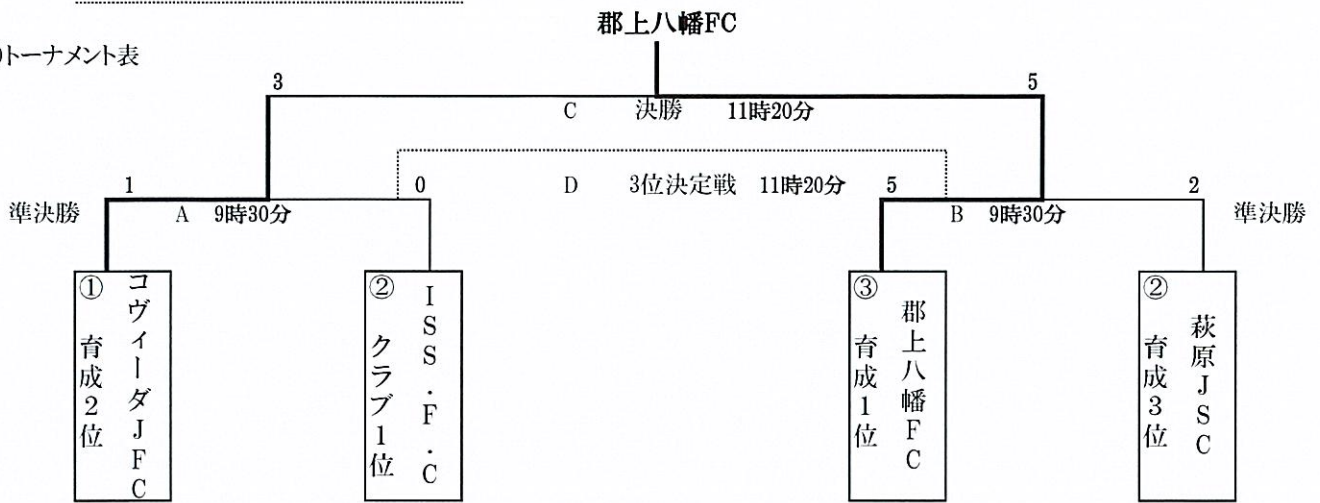 郡上八幡FC
トーナメント表
3
5
C 決勝 11時20分
1
0
D 3位決定戦 11時20分
5
2
準決勝
A 9時30分
B 9時30分
準決勝
①
コヴィーダJFC
育成2位
②
ISS.F.C
クラブ1位
③
郡上八幡FC
育成1位
②
萩原JSC
育成3位